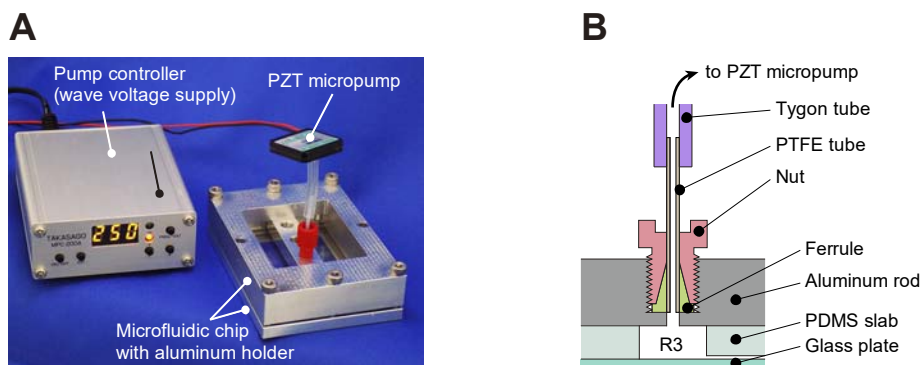 A
Pump controller
(wave voltage supply)
PZT micropump
TAKASAGO
250
Microfluidic chip
with aluminum holder
B
to PZT micropump
Tygon tube
PTFE tube
Nut
Ferrule
Aluminum rod
PDMS slab
Glass plate
R3